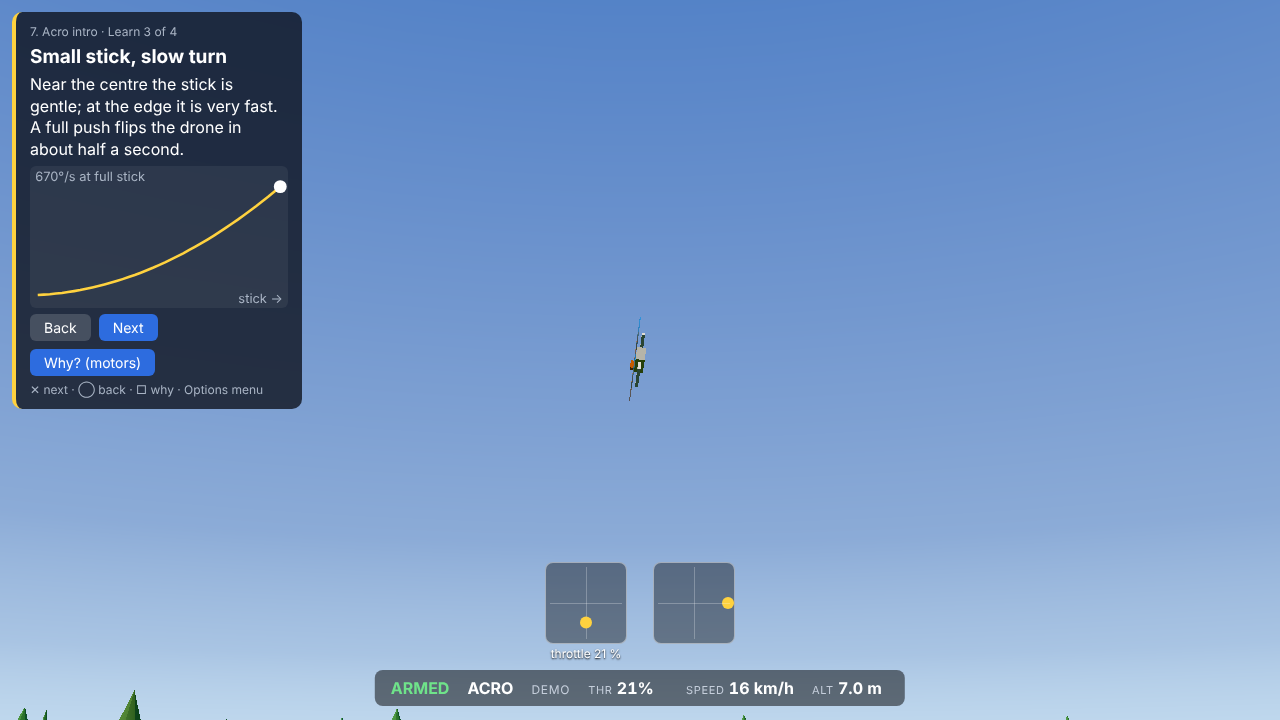 7. Acro intro · Learn 3 of 4
Small stick, slow turn
Near the centre the stick is
gentle; at the edge it is very fast.
A full push flips the drone in
about half a second.
670°/s at full stick
stick →
Back Next
Why? (motors)
✕ next · ◯ back · □ why · Options menu
throttle 21 %
ARMED ACRO DEMO THR 21% SPEED 16 km/h ALT 7.0 m